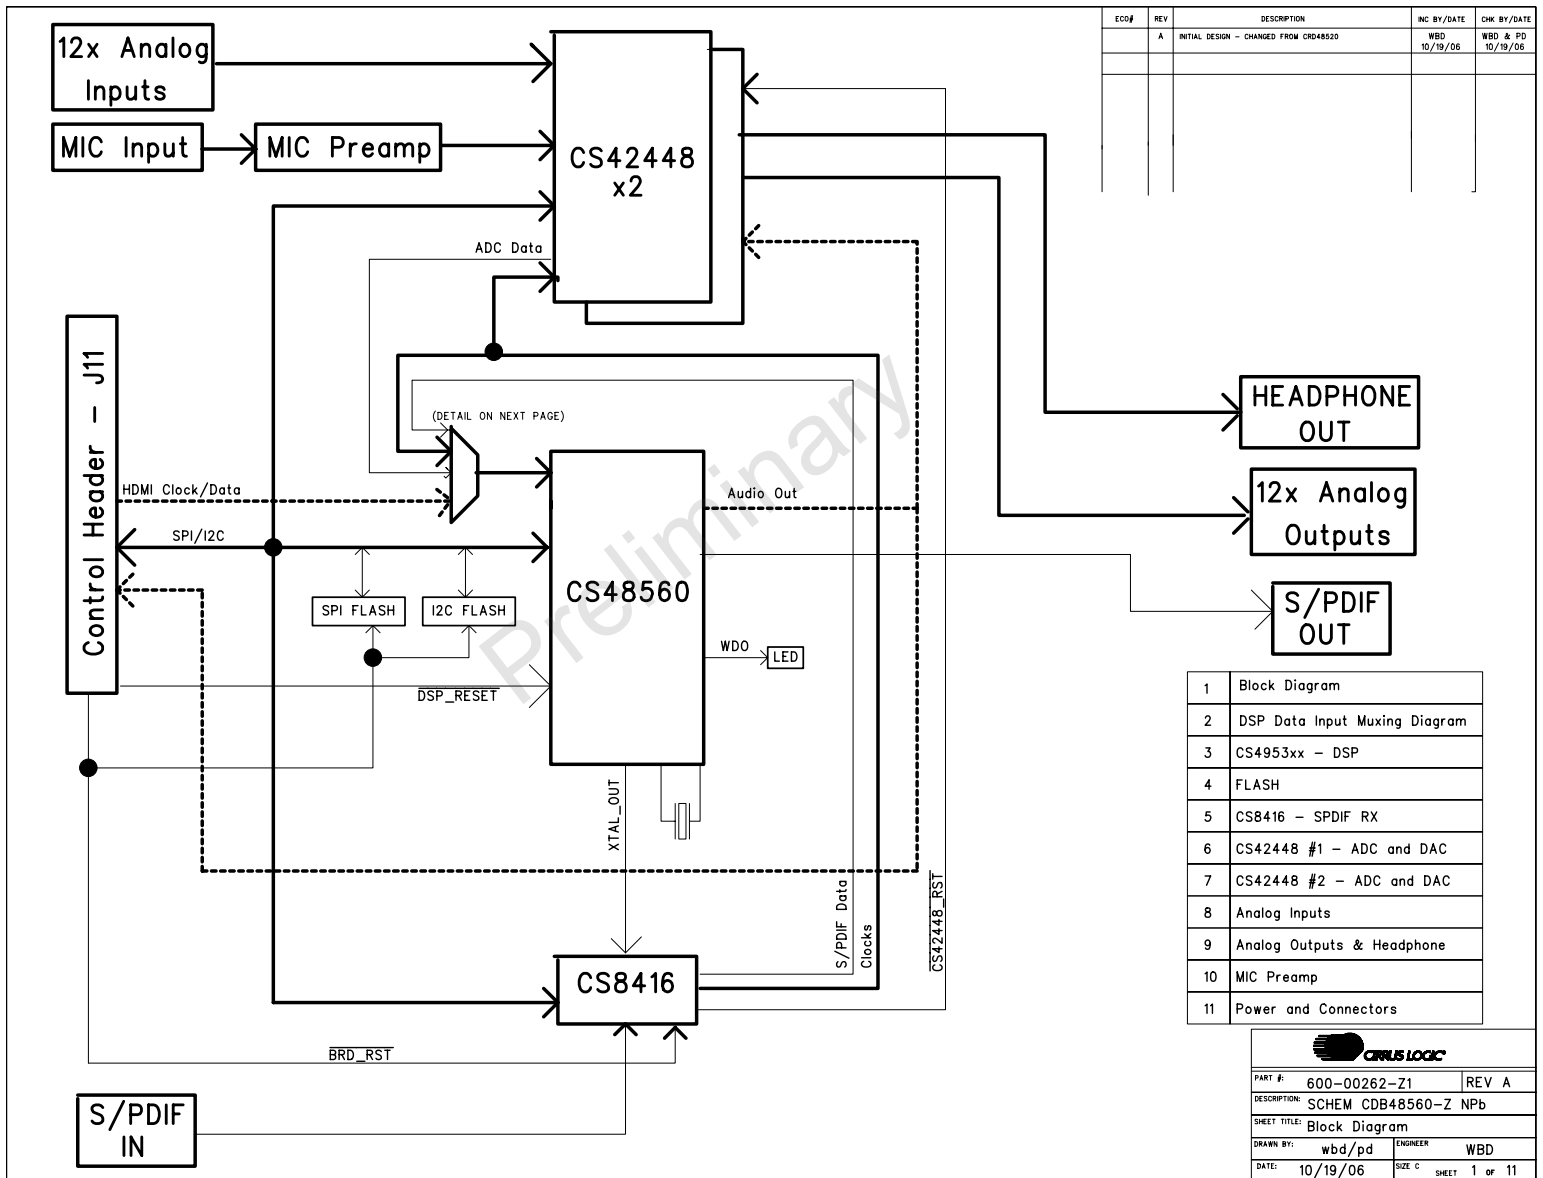 12x Analog
Inputs
MIC Input
MIC Preamp
CS42448
x2
ECO#
REV
DESCRIPTION
INC BY/DATE
CHK BY/DATE
A
INITIAL DESIGN - CHANGED FROM CRD48520
WBD
10/19/06
WBD & PD
10/19/06
ADC Data
Control Header - J11
(DETAIL ON NEXT PAGE)
HDMI Clock/Data
SPI/I2C
SPI FLASH
I2C FLASH
DSP_RESET
CS48560
Audio Out
WDO
LED
XTAL_OUT
Preliminary
HEADPHONE
OUT
12x Analog
Outputs
S/PDIF
OUT
S/PDIF Data
Clocks
CS42448_RST
CS8416
BRD_RST
S/PDIF
IN
1 Block Diagram
2 DSP Data Input Muxing Diagram
3 CS4953xx - DSP
4 FLASH
5 CS8416 - SPDIF RX
6 CS42448 #1 - ADC and DAC
7 CS42448 #2 - ADC and DAC
8 Analog Inputs
9 Analog Outputs & Headphone
10 MIC Preamp
11 Power and Connectors
CIRRUS LOGIC®
PART #: 600-00262-Z1 REV A
DESCRIPTION: SCHEM CDB48560-Z NPb
SHEET TITLE: Block Diagram
DRAWN BY: wbd/pd ENGINEER WBD
DATE: 10/19/06 SIZE C SHEET 1 OF 11